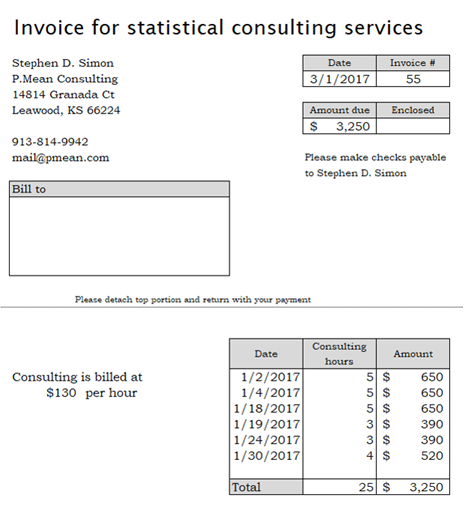 Invoice for statistical consulting services
Stephen D. Simon
P.Mean Consulting
14814 Granada Ct
Leawood, KS 66224
913-814-9942
mail@pmean.com
Date Invoice #
3/1/2017 55
Amount due Enclosed
$ 3,250
Please make checks payable
to Stephen D. Simon
Bill to
Please detach top portion and return with your payment
Consulting is billed at
$130 per hour
Date Consulting hours Amount
1/2/2017 5 $ 650
1/4/2017 5 $ 650
1/18/2017 5 $ 650
1/19/2017 3 $ 390
1/24/2017 3 $ 390
1/30/2017 4 $ 520
Total 25 $ 3,250